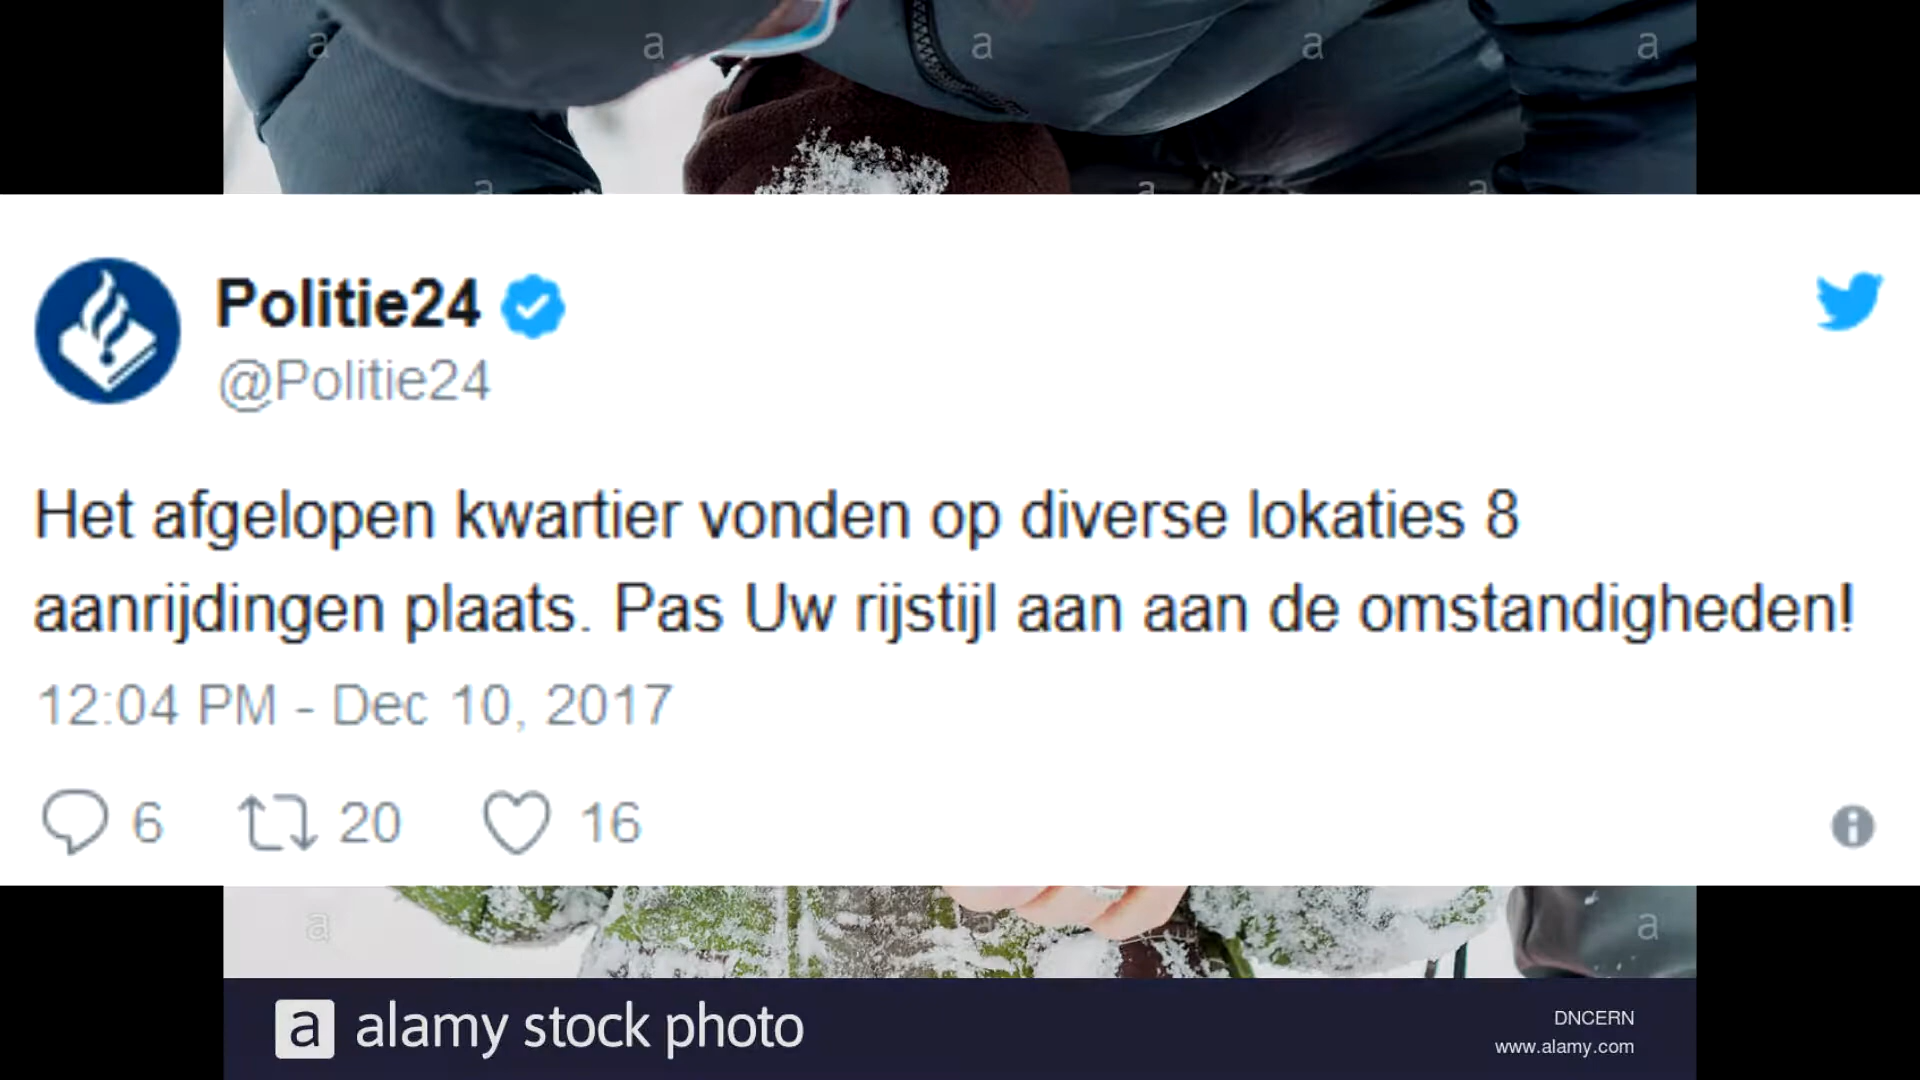 a a a a a
a a a
Politie24
@Politie24
Het afgelopen kwartier vonden op diverse lokaties 8
aanrijdingen plaats. Pas Uw rijstijl aan aan de omstandigheden!
12:04 PM - Dec 10, 2017
6 20 16
a a a
a alamy stock photo
DNCERN
www.alamy.com